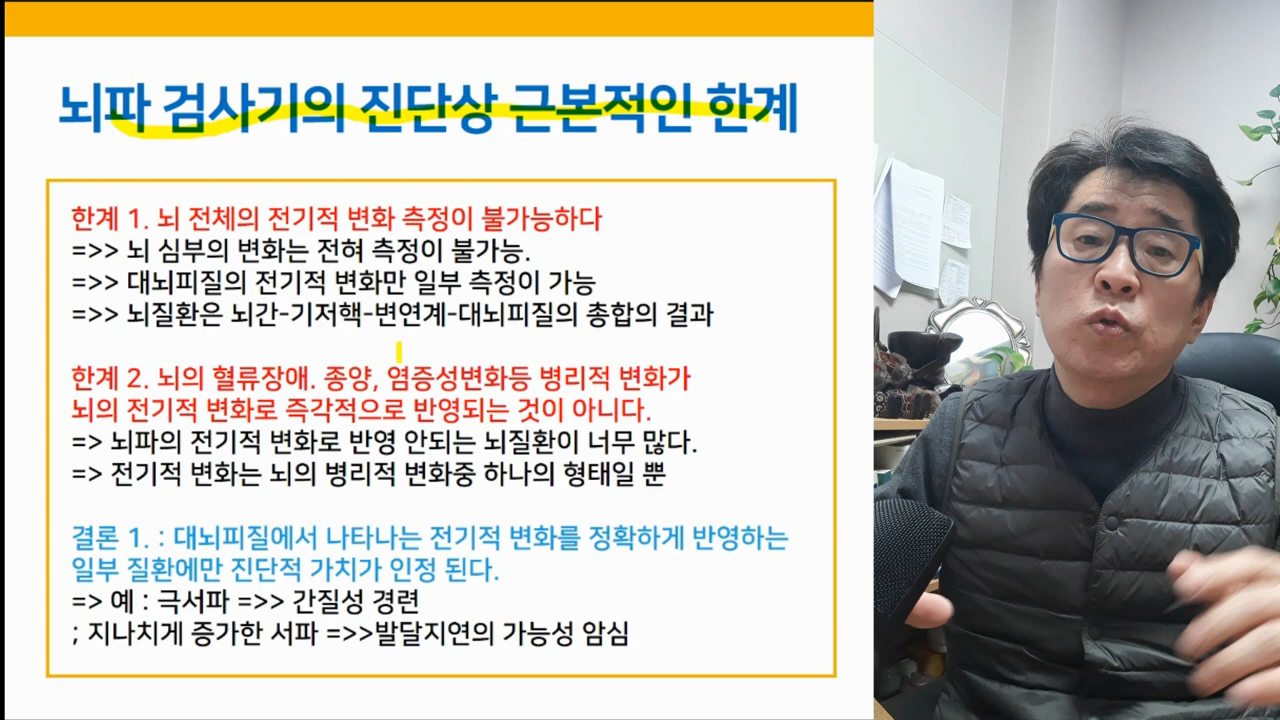 뇌파 검사기의 진단상 근본적인 한계
한계 1. 뇌 전체의 전기적 변화 측정이 불가능하다
=>> 뇌 심부의 변화는 전혀 측정이 불가능.
=>> 대뇌피질의 전기적 변화만 일부 측정이 가능
=>> 뇌질환은 뇌간-기저핵-변연계-대뇌피질의 총합의 결과
한계 2. 뇌의 혈류장애. 종양, 염증성변화등 병리적 변화가
뇌의 전기적 변화로 즉각적으로 반영되는 것이 아니다.
=> 뇌파의 전기적 변화로 반영 안되는 뇌질환이 너무 많다.
=> 전기적 변화는 뇌의 병리적 변화중 하나의 형태일 뿐
결론 1. : 대뇌피질에서 나타나는 전기적 변화를 정확하게 반영하는
일부 질환에만 진단적 가치가 인정 된다.
=> 예 : 극서파 =>> 간질성 경련
; 지나치게 증가한 서파 =>>발달지연의 가능성 암심